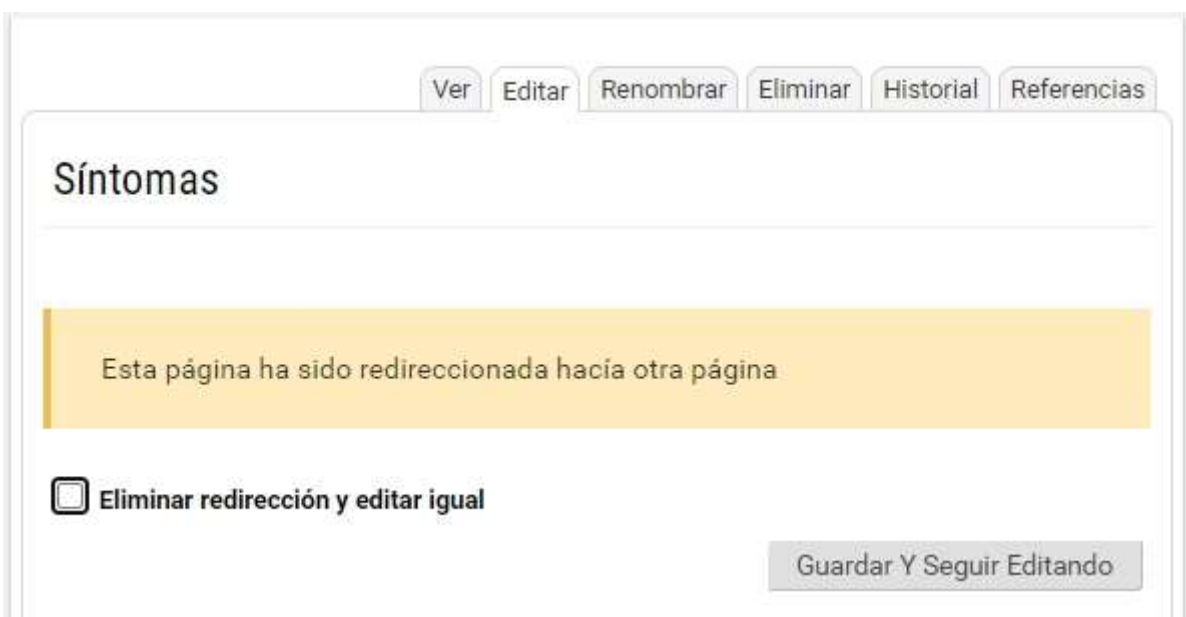 Ver Editar Renombrar Eliminar Historial Referencias
Síntomas
Esta página ha sido redireccionada hacía otra página
Eliminar redirección y editar igual
Guardar Y Seguir Editando